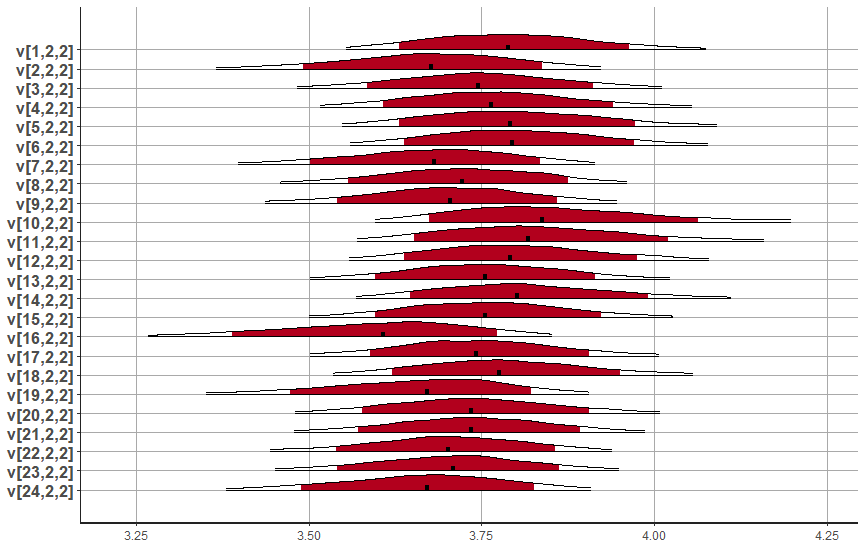 v[1,2,2]
v[2,2,2]
v[3,2,2]
v[4,2,2]
v[5,2,2]
v[6,2,2]
v[7,2,2]
v[8,2,2]
v[9,2,2]
v[10,2,2]
v[11,2,2]
v[12,2,2]
v[13,2,2]
v[14,2,2]
v[15,2,2]
v[16,2,2]
v[17,2,2]
v[18,2,2]
v[19,2,2]
v[20,2,2]
v[21,2,2]
v[22,2,2]
v[23,2,2]
v[24,2,2]
3.25 3.50 3.75 4.00 4.25